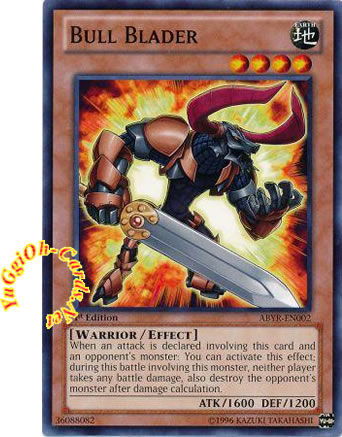 BULL BLADER
EARTH
地
YuGgiOh-Cards.Net
1st Edition
ABYR-EN002
[WARRIOR / EFFECT]
When an attack is declared involving this card and
an opponent's monster: You can activate this effect;
during this battle involving this monster, neither player
takes any battle damage, also destroy the opponent's
monster after damage calculation.
ATK/1600 DEF/1200
36088082
©1996 KAZUKI TAKAHASHI